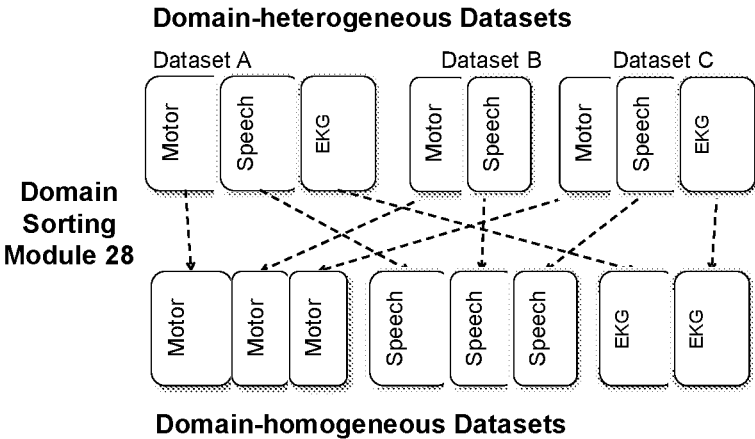 Domain-heterogeneous Datasets
Dataset A
Dataset B
Dataset C
Motor
Speech
EKG
Motor
Speech
Motor
Speech
EKG
Domain
Sorting
Module 28
Motor
Motor
Motor
Speech
Speech
Speech
EKG
EKG
Domain-homogeneous Datasets